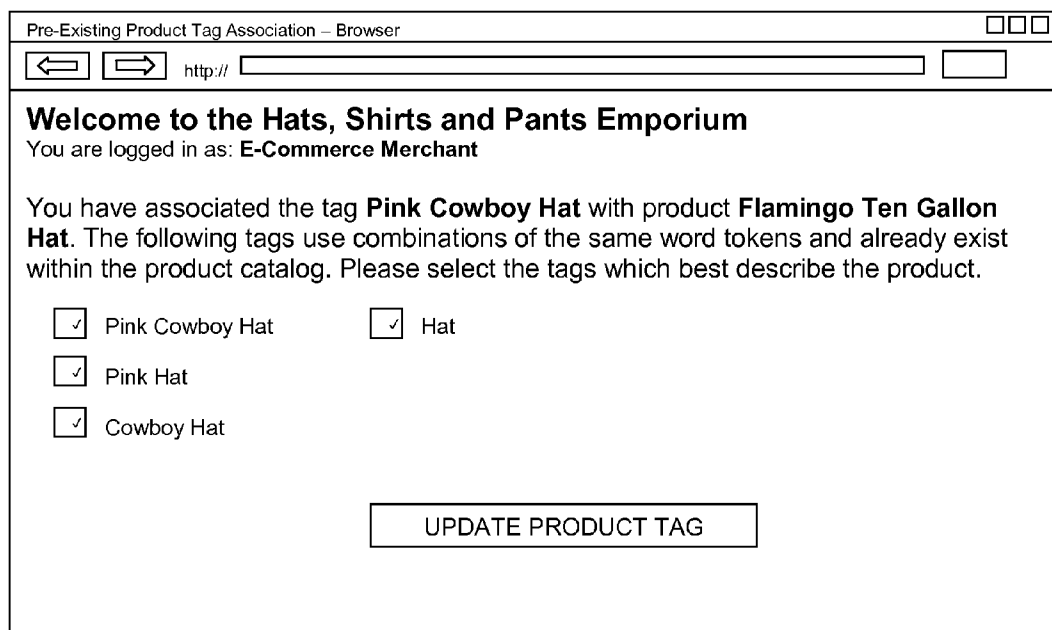 Pre-Existing Product Tag Association – Browser
http://
Welcome to the Hats, Shirts and Pants Emporium
You are logged in as: E-Commerce Merchant
You have associated the tag Pink Cowboy Hat with product Flamingo Ten Gallon
Hat. The following tags use combinations of the same word tokens and already exist
within the product catalog. Please select the tags which best describe the product.
Pink Cowboy Hat
Hat
Pink Hat
Cowboy Hat
UPDATE PRODUCT TAG